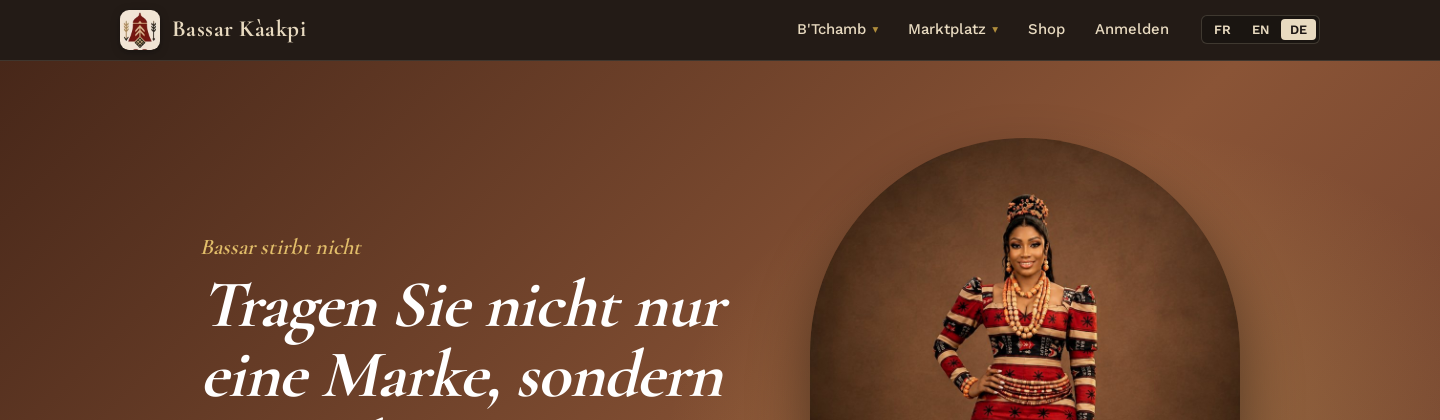 Bassar Kàakpi
B'Tchamb ▾ Marktplatz ▾ Shop Anmelden FR EN DE
Bassar stirbt nicht
Tragen Sie nicht nur
eine Marke, sondern